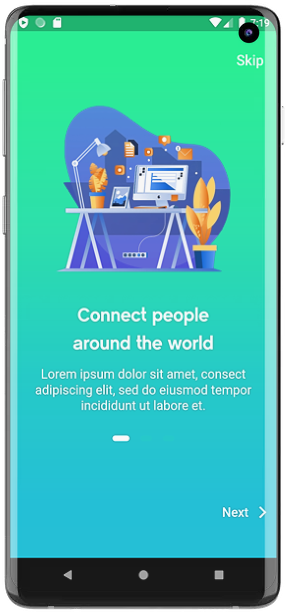 7:19
Skip
Connect people
around the world
Lorem ipsum dolor sit amet, consect
adipiscing elit, sed do eiusmod tempor
incididunt ut labore et.
Next